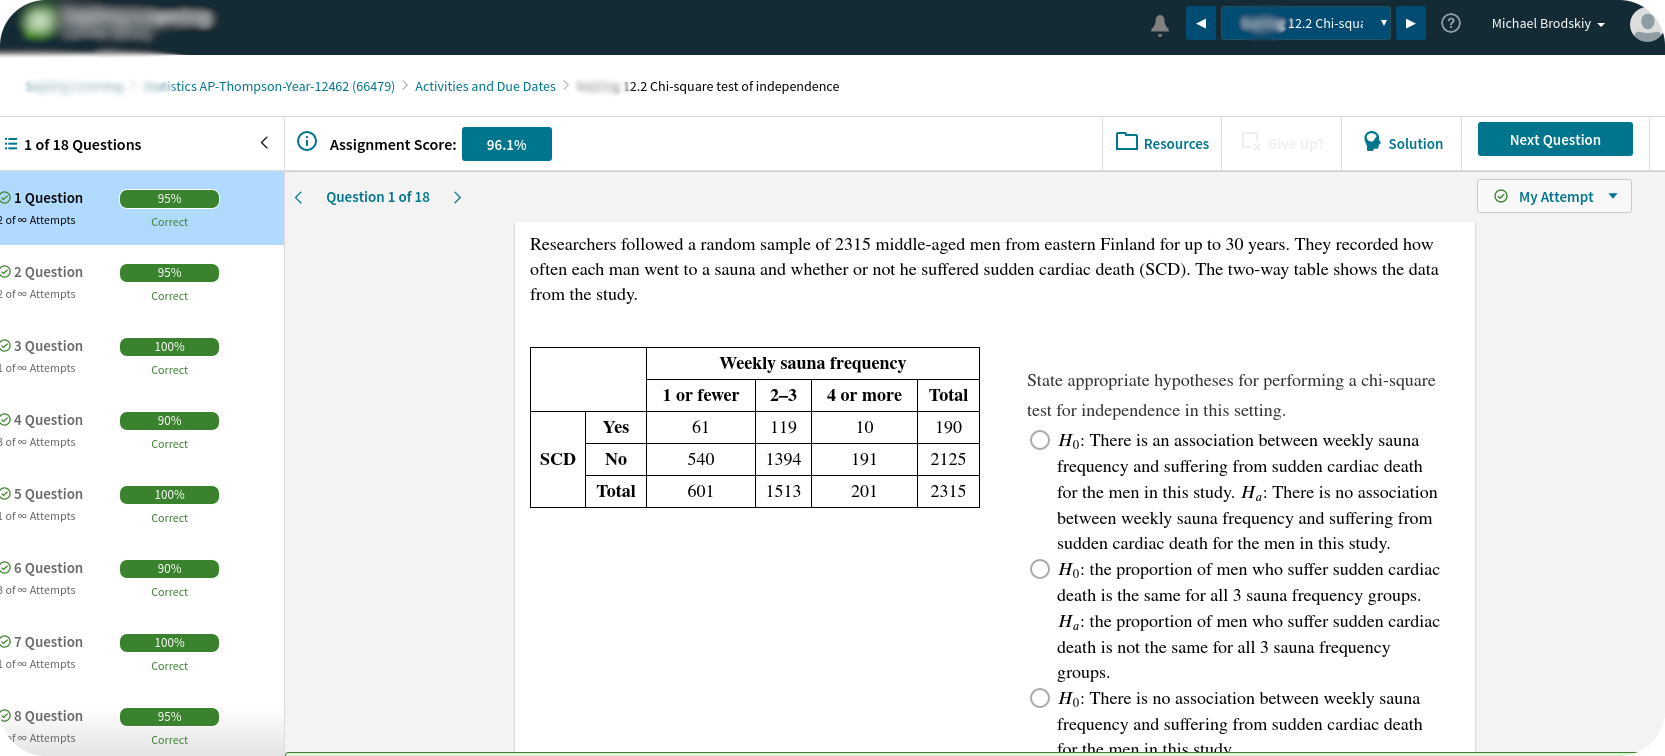 12.2 Chi-squa
Michael Brodskiy
Statistics AP-Thompson-Year-12462 (66479) > Activities and Due Dates > 12.2 Chi-square test of independence
1 of 18 Questions
Assignment Score: 96.1%
Resources
Give Up?
Solution
Next Question
1 Question 95%
2 of ∞ Attempts Correct
2 Question 95%
2 of ∞ Attempts Correct
3 Question 100%
1 of ∞ Attempts Correct
4 Question 90%
3 of ∞ Attempts Correct
5 Question 100%
1 of ∞ Attempts Correct
6 Question 90%
3 of ∞ Attempts Correct
7 Question 100%
1 of ∞ Attempts Correct
8 Question 95%
of ∞ Attempts Correct
Question 1 of 18
My Attempt
Researchers followed a random sample of 2315 middle-aged men from eastern Finland for up to 30 years. They recorded how
often each man went to a sauna and whether or not he suffered sudden cardiac death (SCD). The two-way table shows the data
from the study.
Weekly sauna frequency
1 or fewer 2–3 4 or more Total
Yes 61 119 10 190
SCD No 540 1394 191 2125
Total 601 1513 201 2315
State appropriate hypotheses for performing a chi-square
test for independence in this setting.
H₀: There is an association between weekly sauna
frequency and suffering from sudden cardiac death
for the men in this study. Hₐ: There is no association
between weekly sauna frequency and suffering from
sudden cardiac death for the men in this study.
H₀: the proportion of men who suffer sudden cardiac
death is the same for all 3 sauna frequency groups.
Hₐ: the proportion of men who suffer sudden cardiac
death is not the same for all 3 sauna frequency
groups.
H₀: There is no association between weekly sauna
frequency and suffering from sudden cardiac death
for the men in this study.